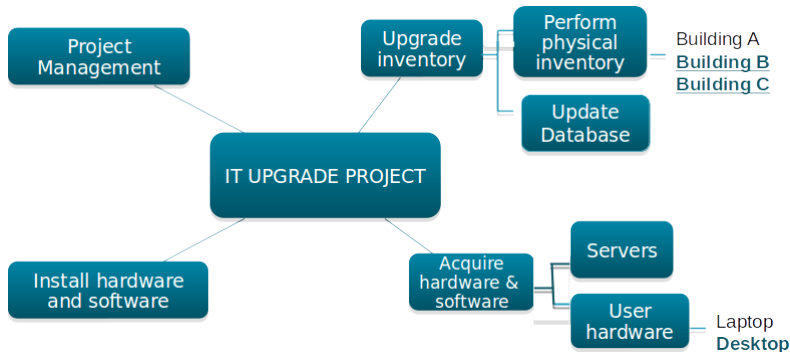 Project
Management
Upgrade
inventory
Perform
physical
inventory
Building A
Building B
Building C
Update
Database
IT UPGRADE PROJECT
Install hardware
and software
Acquire
hardware &
software
Servers
User
hardware
Laptop
Desktop